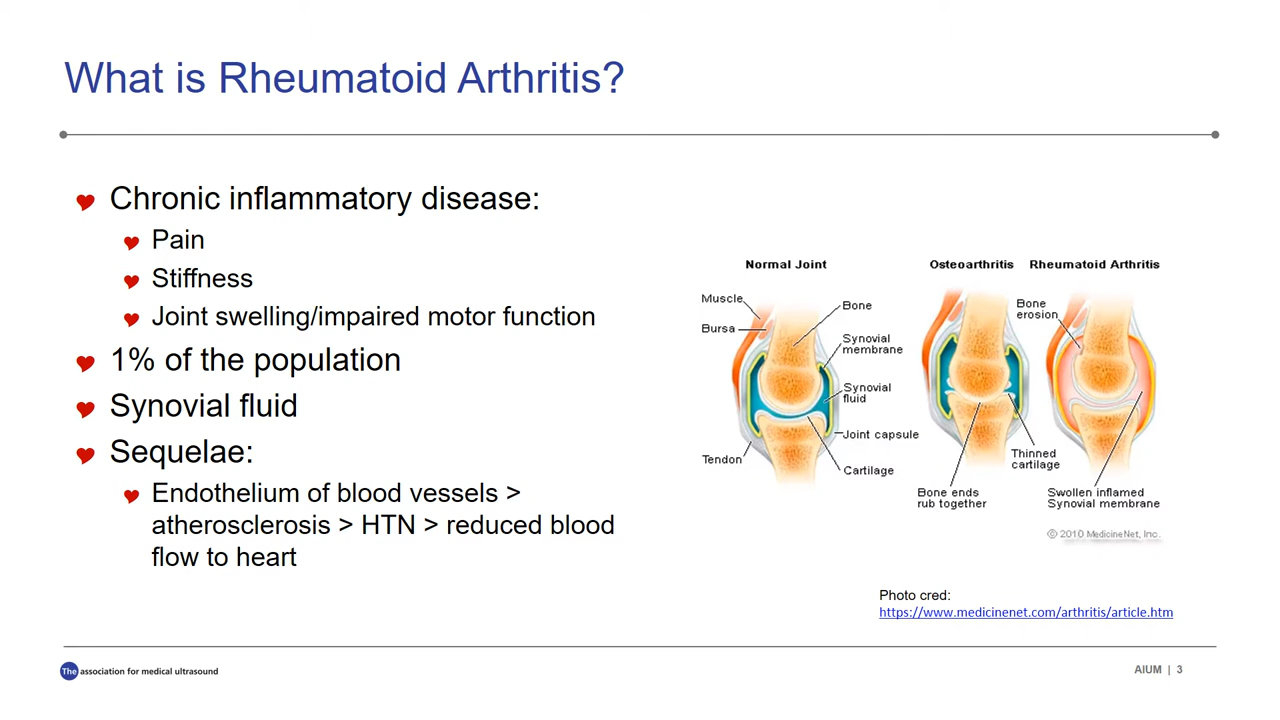 What is Rheumatoid Arthritis?
Chronic inflammatory disease:
Pain
Stiffness
Joint swelling/impaired motor function
1% of the population
Synovial fluid
Sequelae:
Endothelium of blood vessels >
atherosclerosis > HTN > reduced blood
flow to heart
Normal Joint
Muscle
Bursa
Bone
Synovial
membrane
Synovial
fluid
Joint capsule
Tendon
Cartilage
Osteoarthritis
Thinned
cartilage
Bone ends
rub together
Rheumatoid Arthritis
Bone
erosion
Swollen inflamed
Synovial membrane
© 2010 MedicineNet, Inc.
Photo cred:
https://www.medicinenet.com/arthritis/article.htm
The association for medical ultrasound
AIUM | 3